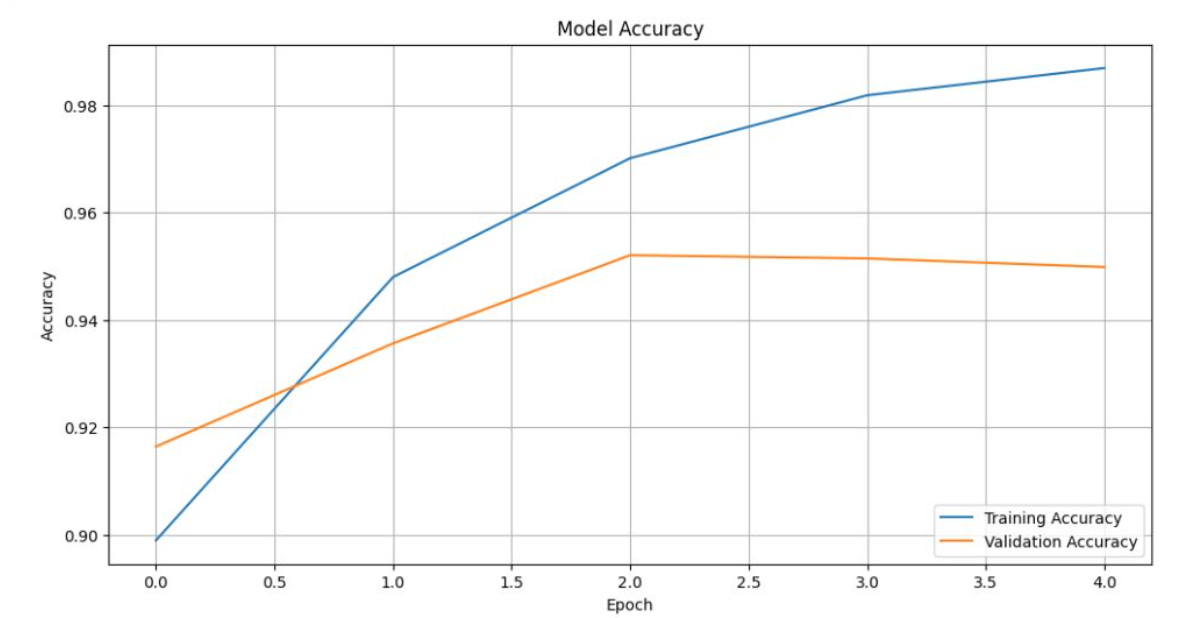 Model Accuracy
0.98
0.96
0.94
0.92
0.90
Accuracy
Training Accuracy
Validation Accuracy
0.0 0.5 1.0 1.5 2.0 2.5 3.0 3.5 4.0
Epoch